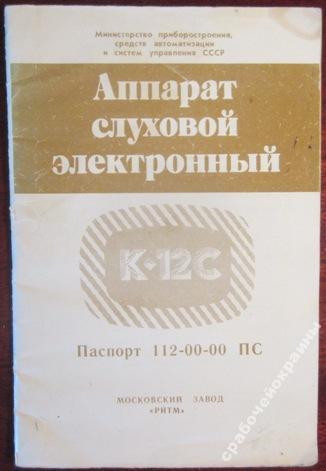 Министерство приборостроения,
средств автоматизации
и систем управления СССР
Аппарат
слуховой
электронный
К-12С
Паспорт 112-00-00 ПС
МОСКОВСКИЙ ЗАВОД
«РИТМ»
срабочейокраины